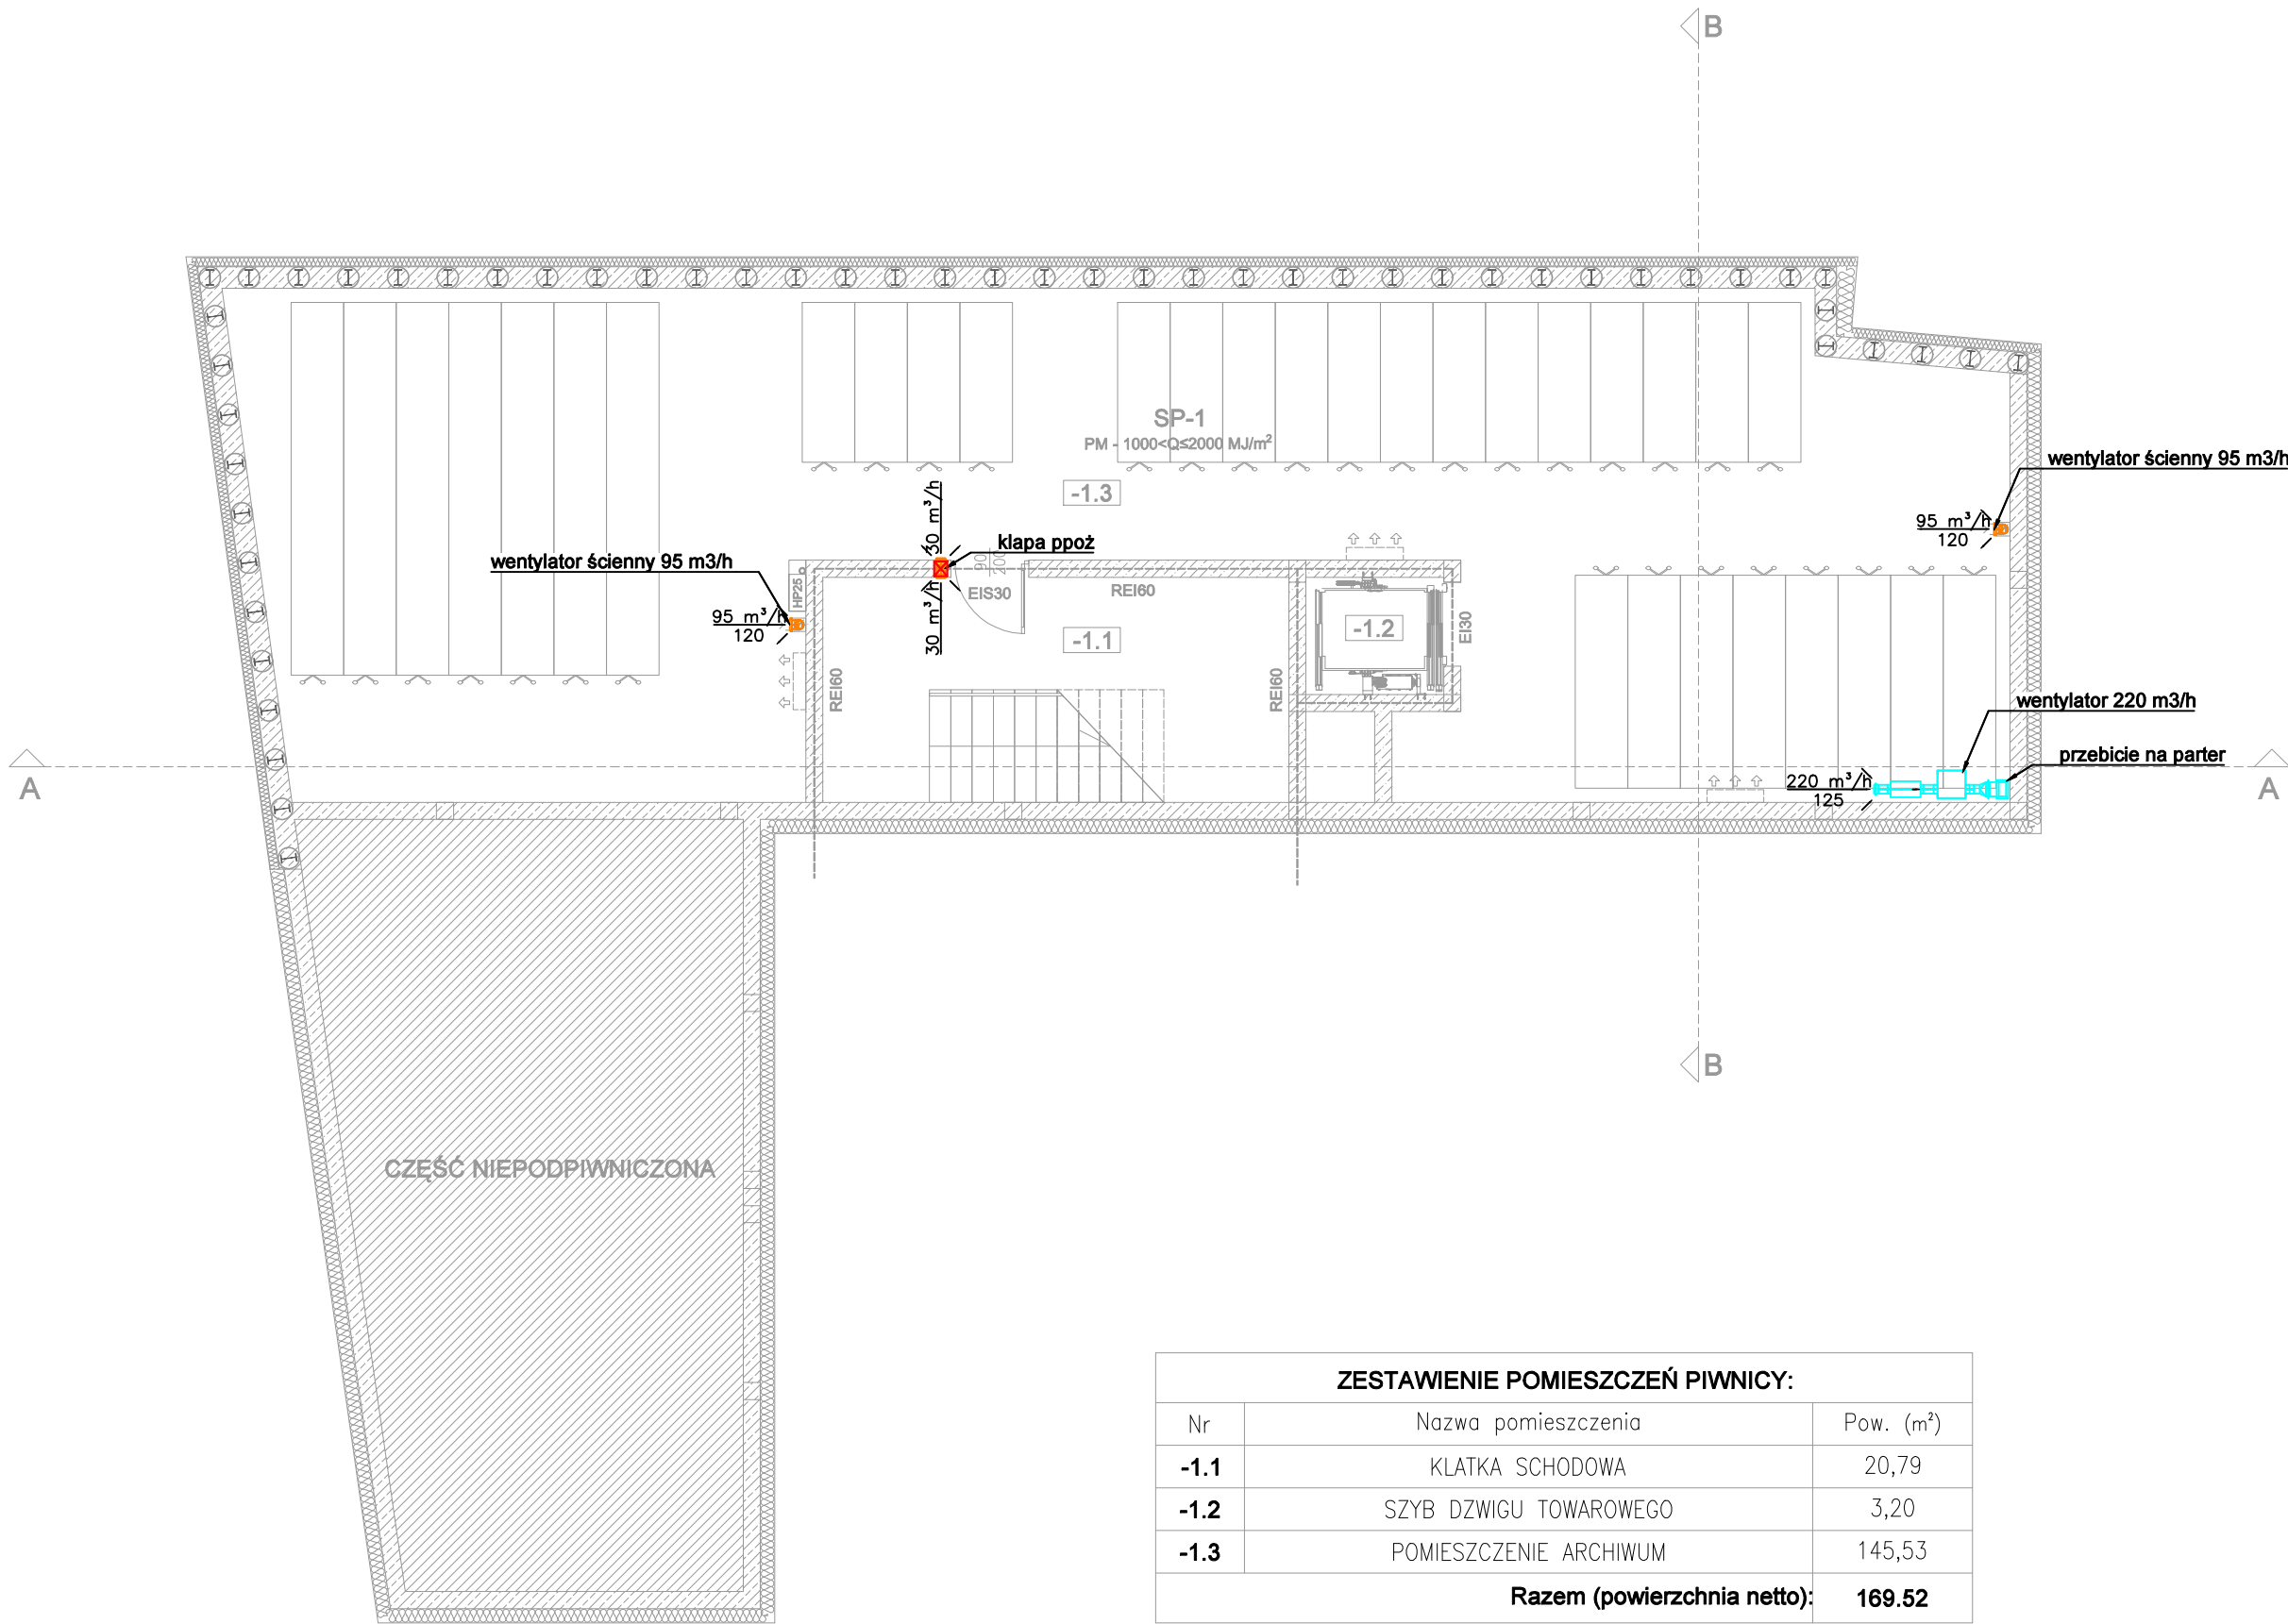 B
SP-1
PM - 1000<Q≤2000 MJ/m²
wentylator ścienny 95 m3/h
-1.3
30 m³/h
95 m³/h
120
klapa ppoż
wentylator ścienny 95 m3/h
90
200
HP25
EIS30
REI60
95 m³/h
120
30 m³/h
-1.1
-1.2
EI30
REI60
REI60
wentylator 220 m3/h
przebicie na parter
A
220 m³/h
125
A
B
CZĘŚĆ NIEPODPIWNICZONA
ZESTAWIENIE POMIESZCZEŃ PIWNICY:
Nr Nazwa pomieszczenia Pow. (m²)
-1.1 KLATKA SCHODOWA 20,79
-1.2 SZYB DZWIGU TOWAROWEGO 3,20
-1.3 POMIESZCZENIE ARCHIWUM 145,53
Razem (powierzchnia netto): 169.52